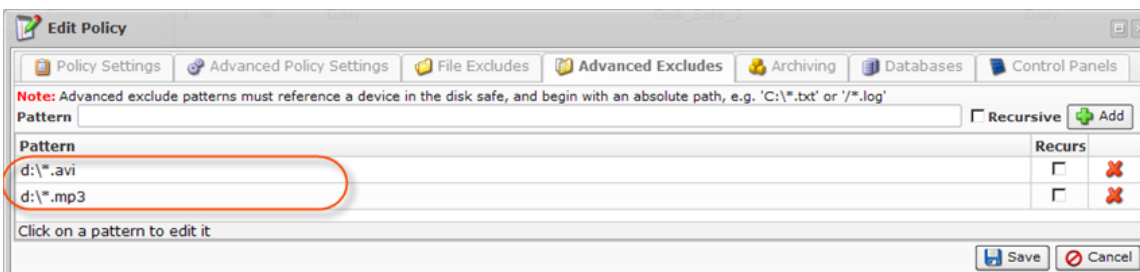 Edit Policy
Policy Settings Advanced Policy Settings File Excludes Advanced Excludes Archiving Databases Control Panels
Note: Advanced exclude patterns must reference a device in the disk safe, and begin with an absolute path, e.g. 'C:\*.txt' or '/*.log'
Pattern Recursive Add
Pattern Recurs
d:\*.avi
d:\*.mp3
Click on a pattern to edit it
Save Cancel